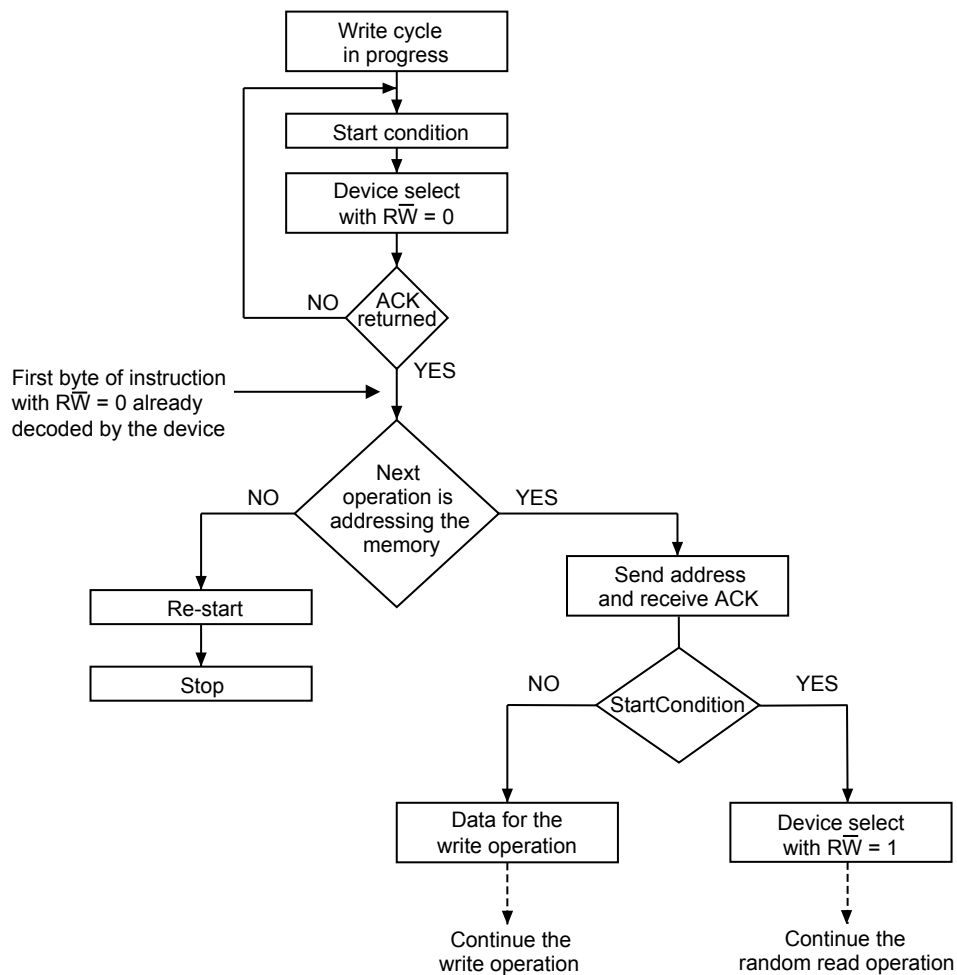 Write cycle
in progress
Start condition
Device select
with RW̅ = 0
NO
ACK
returned
YES
First byte of instruction
with RW̅ = 0 already
decoded by the device
NO
Next
operation is
addressing the
memory
YES
Send address
and receive ACK
Re-start
Stop
NO
StartCondition
YES
Data for the
write operation
Device select
with RW̅ = 1
Continue the
write operation
Continue the
random read operation